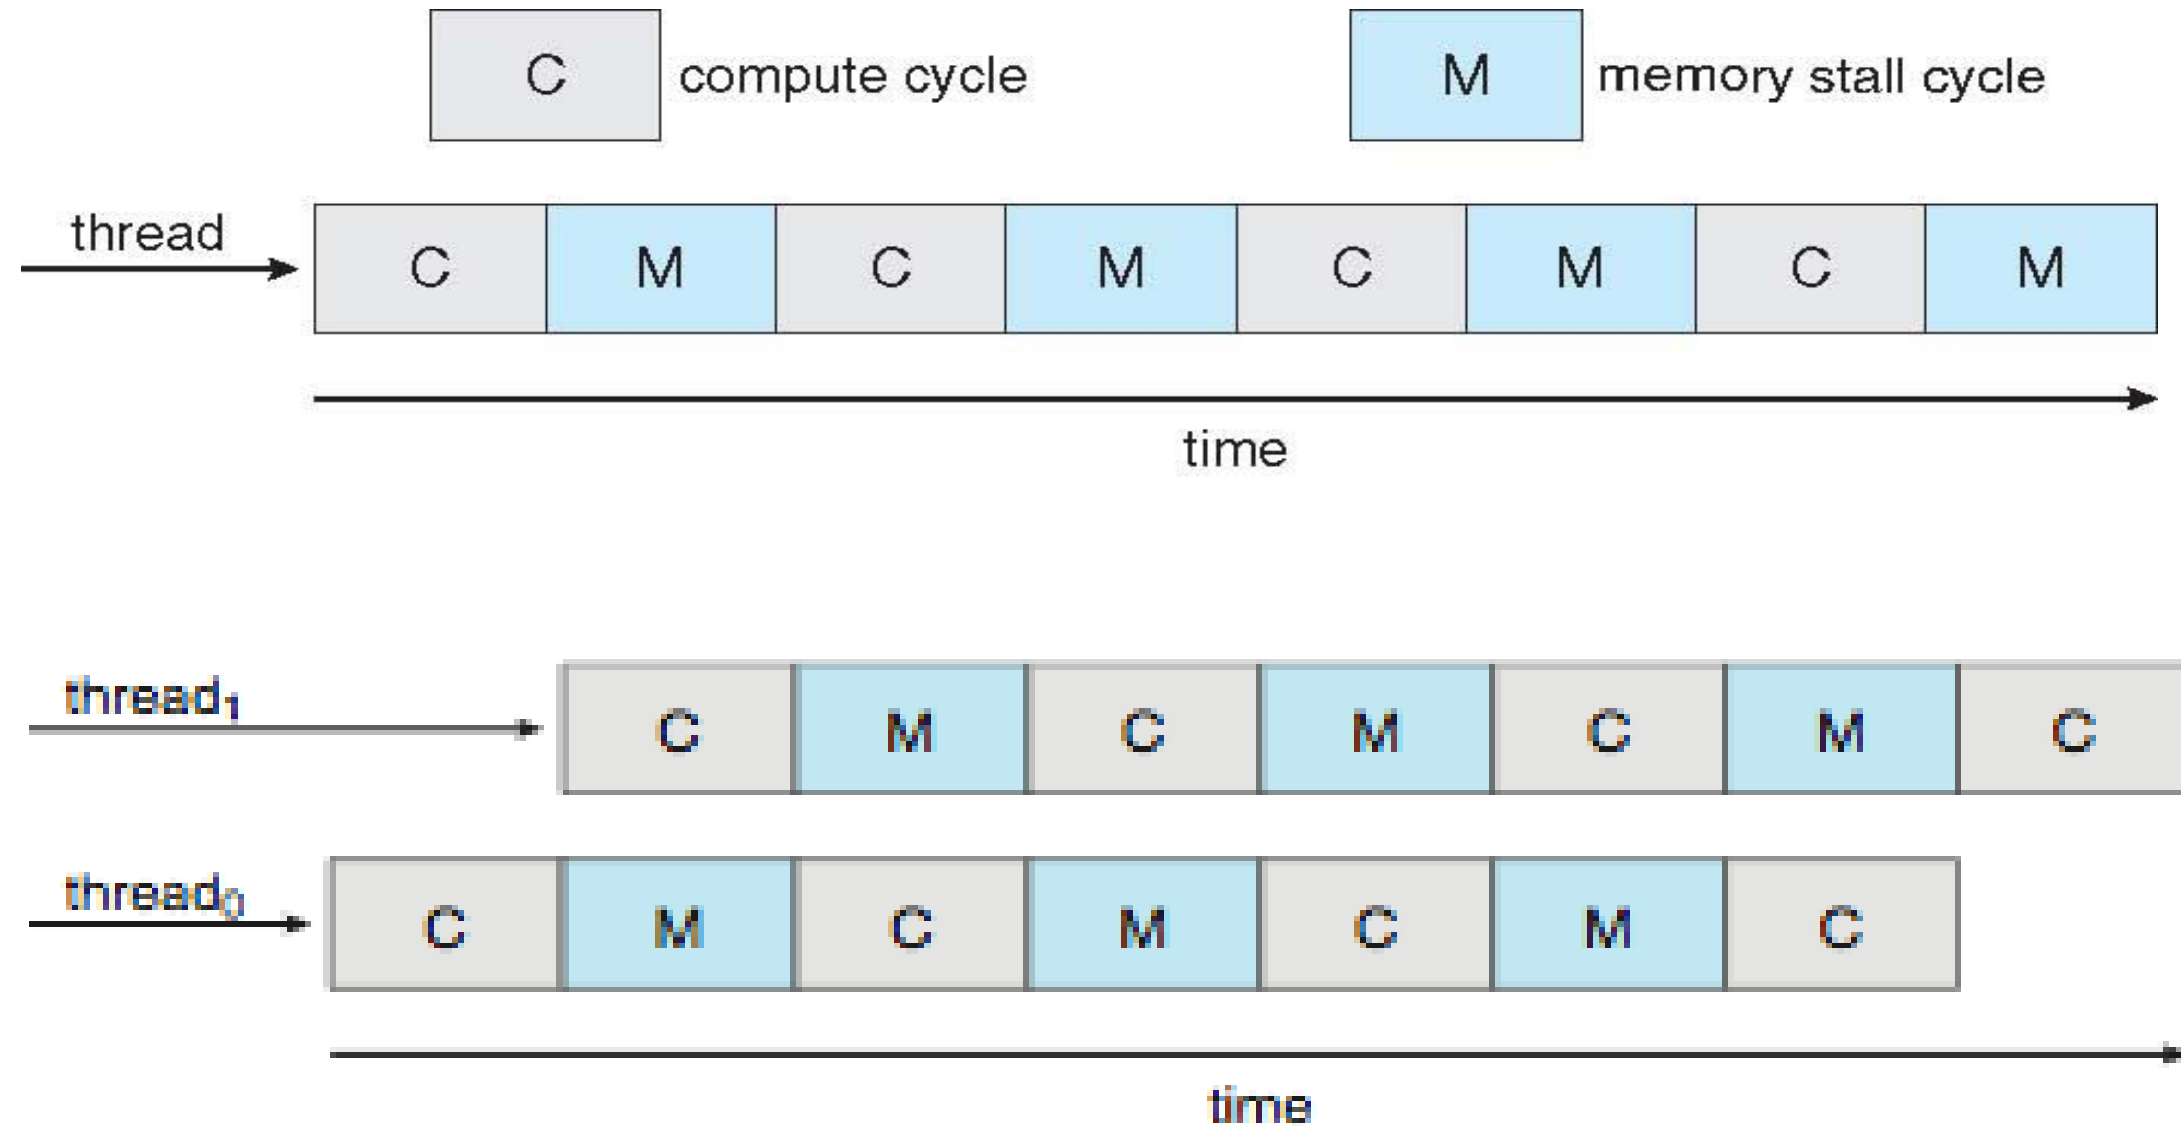 C compute cycle M memory stall cycle
thread C M C M C M C M
time
thread₁ C M C M C M C
thread₀ C M C M C M C
time